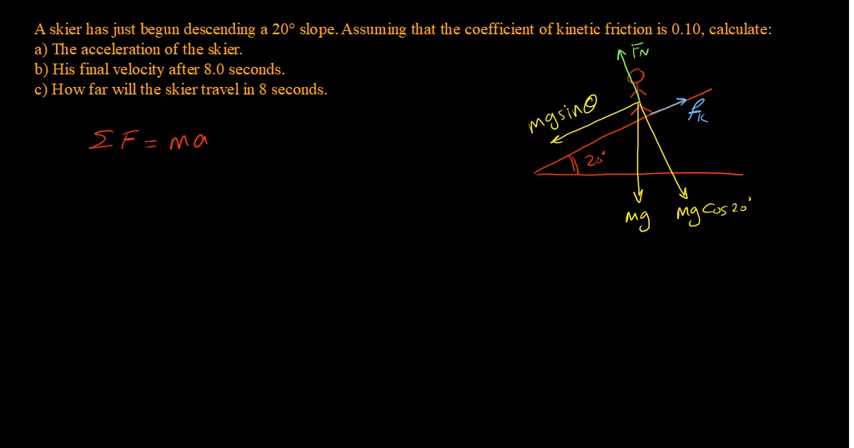 A skier has just begun descending a 20° slope. Assuming that the coefficient of kinetic friction is 0.10, calculate:
a) The acceleration of the skier.
b) His final velocity after 8.0 seconds.
c) How far will the skier travel in 8 seconds.
FN
mg sinθ
fk
ΣF = ma
20°
mg
mg cos 20°